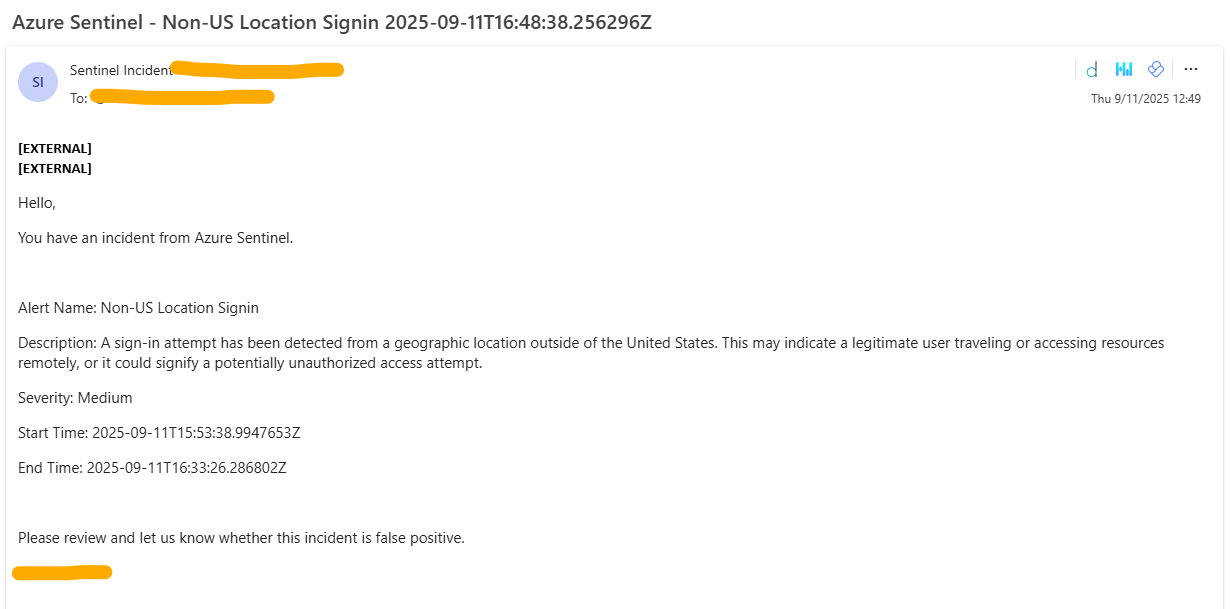 Azure Sentinel - Non-US Location Signin 2025-09-11T16:48:38.256296Z
SI
Sentinel Incident
To:
Thu 9/11/2025 12:49
[EXTERNAL]
[EXTERNAL]
Hello,
You have an incident from Azure Sentinel.
Alert Name: Non-US Location Signin
Description: A sign-in attempt has been detected from a geographic location outside of the United States. This may indicate a legitimate user traveling or accessing resources
remotely, or it could signify a potentially unauthorized access attempt.
Severity: Medium
Start Time: 2025-09-11T15:53:38.9947653Z
End Time: 2025-09-11T16:33:26.286802Z
Please review and let us know whether this incident is false positive.